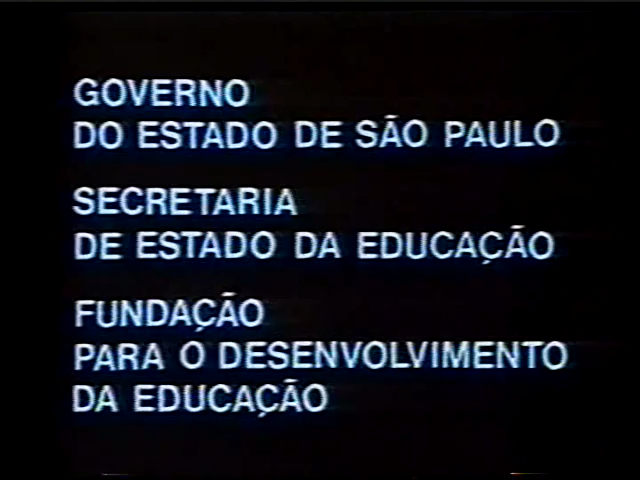 GOVERNO
DO ESTADO DE SÃO PAULO
SECRETARIA
DE ESTADO DA EDUCAÇÃO
FUNDAÇÃO
PARA O DESENVOLVIMENTO
DA EDUCAÇÃO